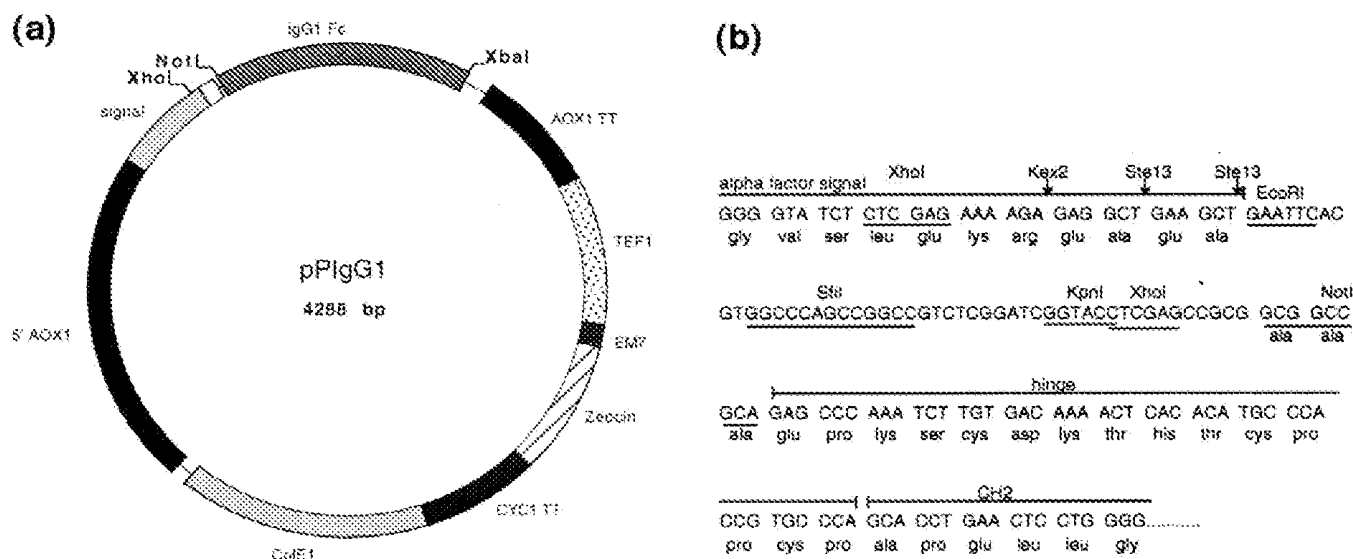 (a)
IgG1 Fc
NotI
XbaI
XhoI
signal
AOX1 TT
TEF1
pPIgG1
4288 bp
5' AOX1
EM7
Zeocin
CYC1 TT
ColE1
(b)
XhoI Kex2 Ste13 Ste13
alpha factor signal EcoRI
GGG GTA TCT CTC GAG AAA AGA GAG GCT GAA GCT GAATTCAC
gly val ser leu glu lys arg glu ala glu ala
SfiI KpnI XhoI NotI
GTGGCCCAGCCGGCCGTCTCGGATCGGTACCTCGAGCCGCG GCG GCC
ala ala
hinge
GCA GAG CCC AAA TCT TGT GAC AAA ACT CAC ACA TGC CCA
ala glu pro lys ser cys asp lys thr his thr cys pro
CH2
CCG TGC CCA GCA CCT GAA CTC CTG GGG...........
pro cys pro ala pro glu leu leu gly